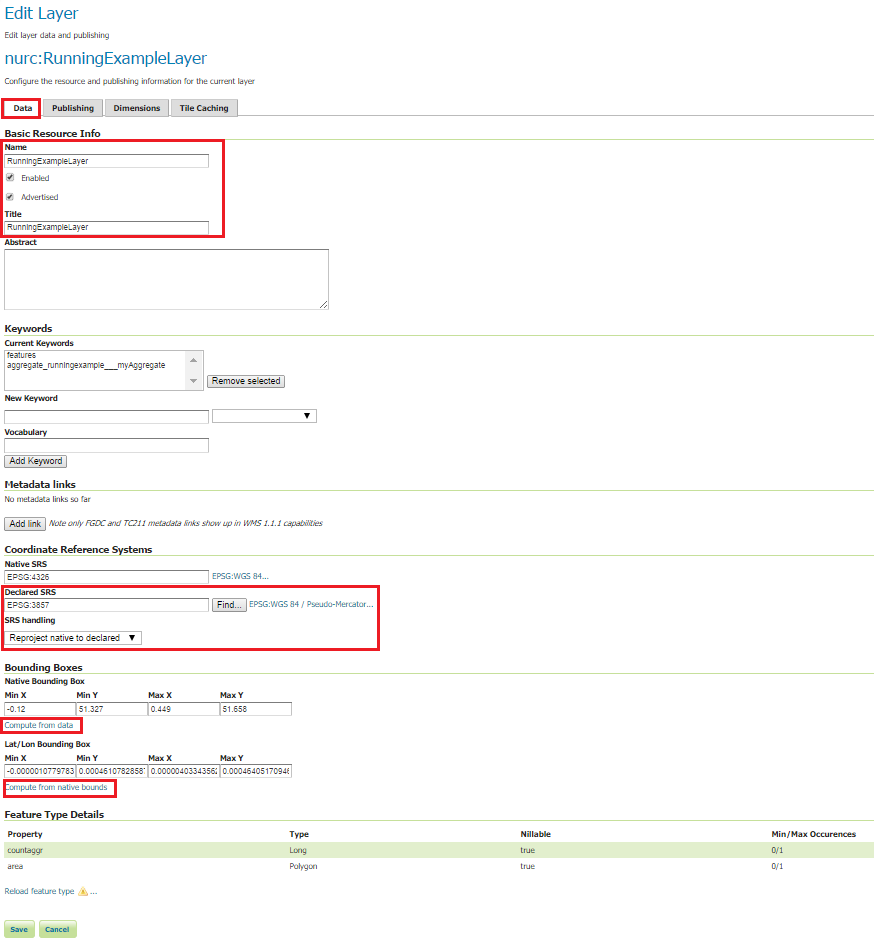 Edit Layer
Edit layer data and publishing
nurc:RunningExampleLayer
Configure the resource and publishing information for the current layer
Data Publishing Dimensions Tile Caching
Basic Resource Info
Name
RunningExampleLayer
Enabled
Advertised
Title
RunningExampleLayer
Abstract
Keywords
Current Keywords
features
aggregate_runningexample___myAggregate
Remove selected
New Keyword
Vocabulary
Add Keyword
Metadata links
No metadata links so far
Add link Note only FGDC and TC211 metadata links show up in WMS 1.1.1 capabilities
Coordinate Reference Systems
Native SRS
EPSG:4326 EPSG:WGS 84...
Declared SRS
EPSG:3857 Find... EPSG:WGS 84 / Pseudo-Mercator...
SRS handling
Reproject native to declared
Bounding Boxes
Native Bounding Box
Min X Min Y Max X Max Y
-0.12 51.327 0.449 51.658
Compute from data
Lat/Lon Bounding Box
Min X Min Y Max X Max Y
-0.0000010779783 0.0004610782858 0.0000040334356 0.0004640517094
Compute from native bounds
Feature Type Details
Property Type Nillable Min/Max Occurences
countaggr Long true 0/1
area Polygon true 0/1
Reload feature type ...
Save Cancel